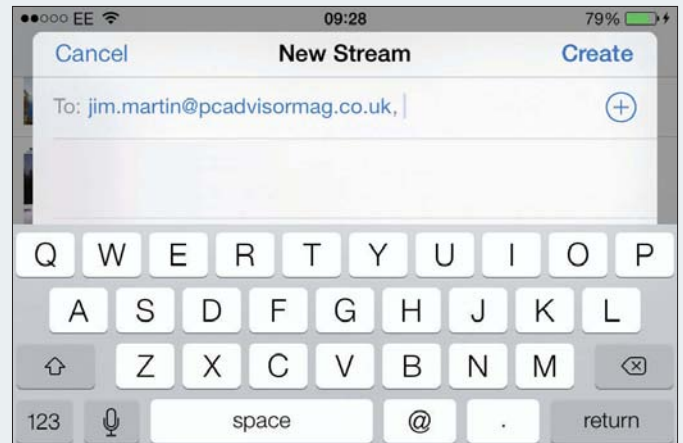 EE 09:28 79%
Cancel New Stream Create
To: jim.martin@pcadvisormag.co.uk,
Q W E R T Y U I O P
A S D F G H J K L
Z X C V B N M
123 space @ . return